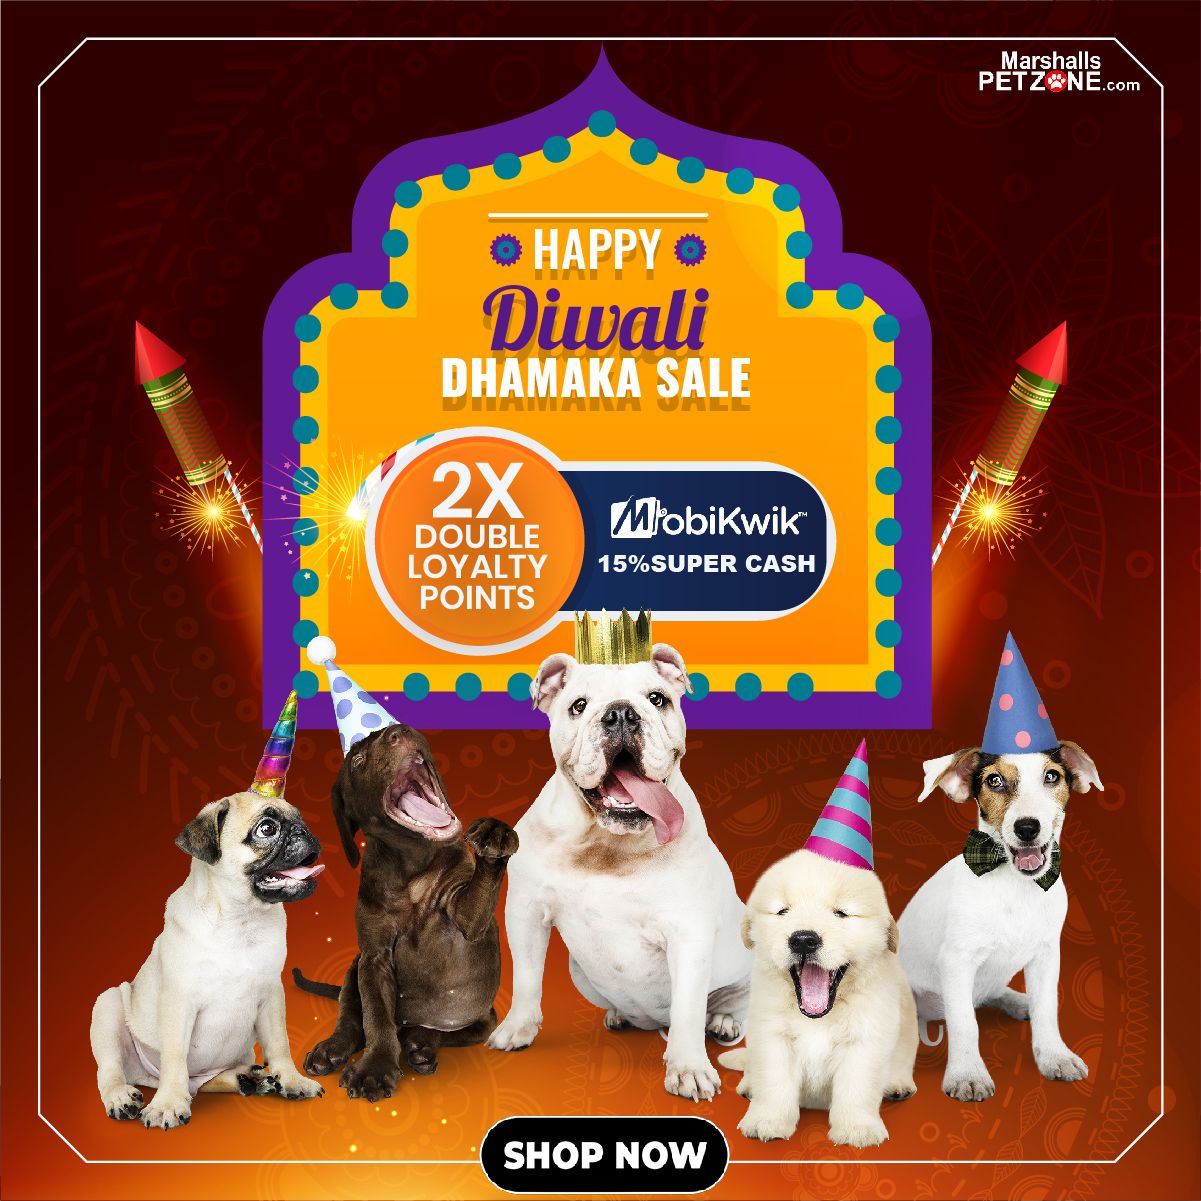 Marshalls
PETZONE.com
HAPPY
Diwali
DHAMAKA SALE
2X
DOUBLE
LOYALTY
POINTS
MobiKwik™
15%SUPER CASH
SHOP NOW